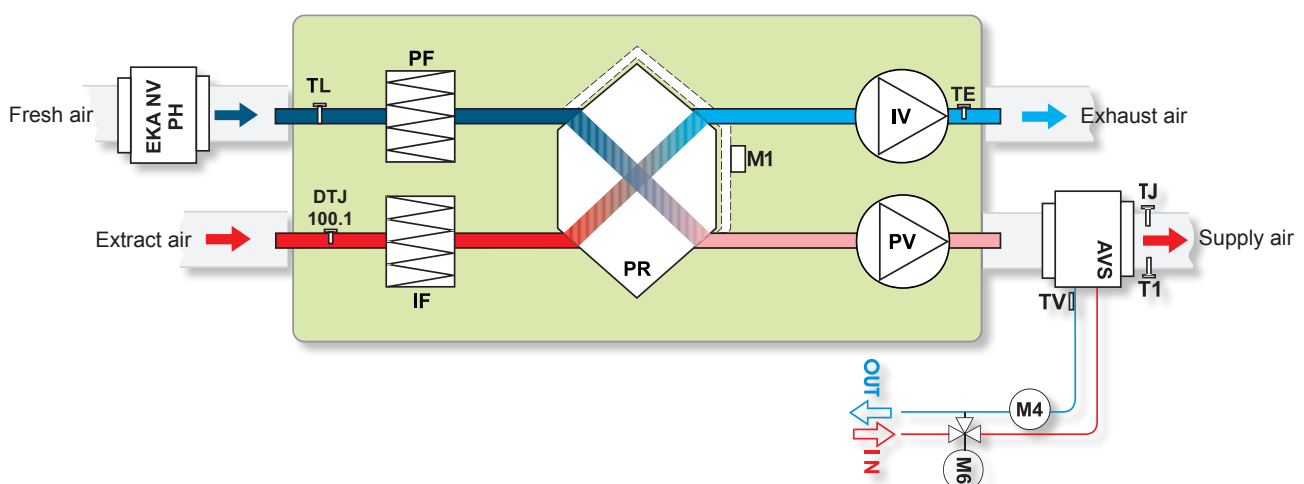 PF
TL
EKA NV
PH
Fresh air
IV
TE
Exhaust air
M1
DTJ
100.1
Extract air
IF
PR
PV
AVS
TJ
Supply air
T1
TV
OUT
IN
M4
M6